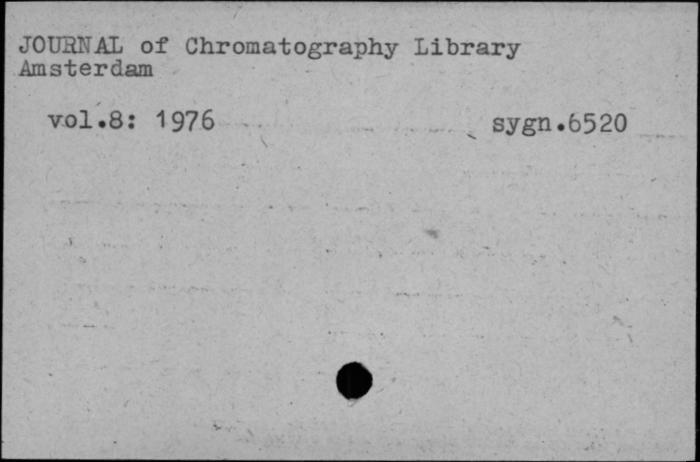 JOURNAL of Chromatography Library
Amsterdam
vol.8: 1976 sygn.6520